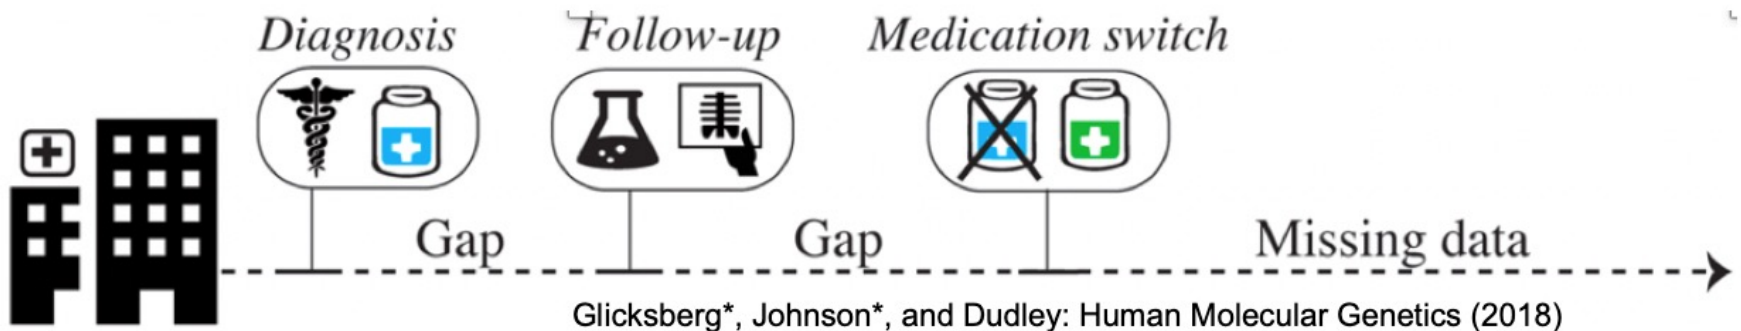 Diagnosis
Follow-up
Medication switch
Gap
Gap
Missing data
Glicksberg*, Johnson*, and Dudley: Human Molecular Genetics (2018)